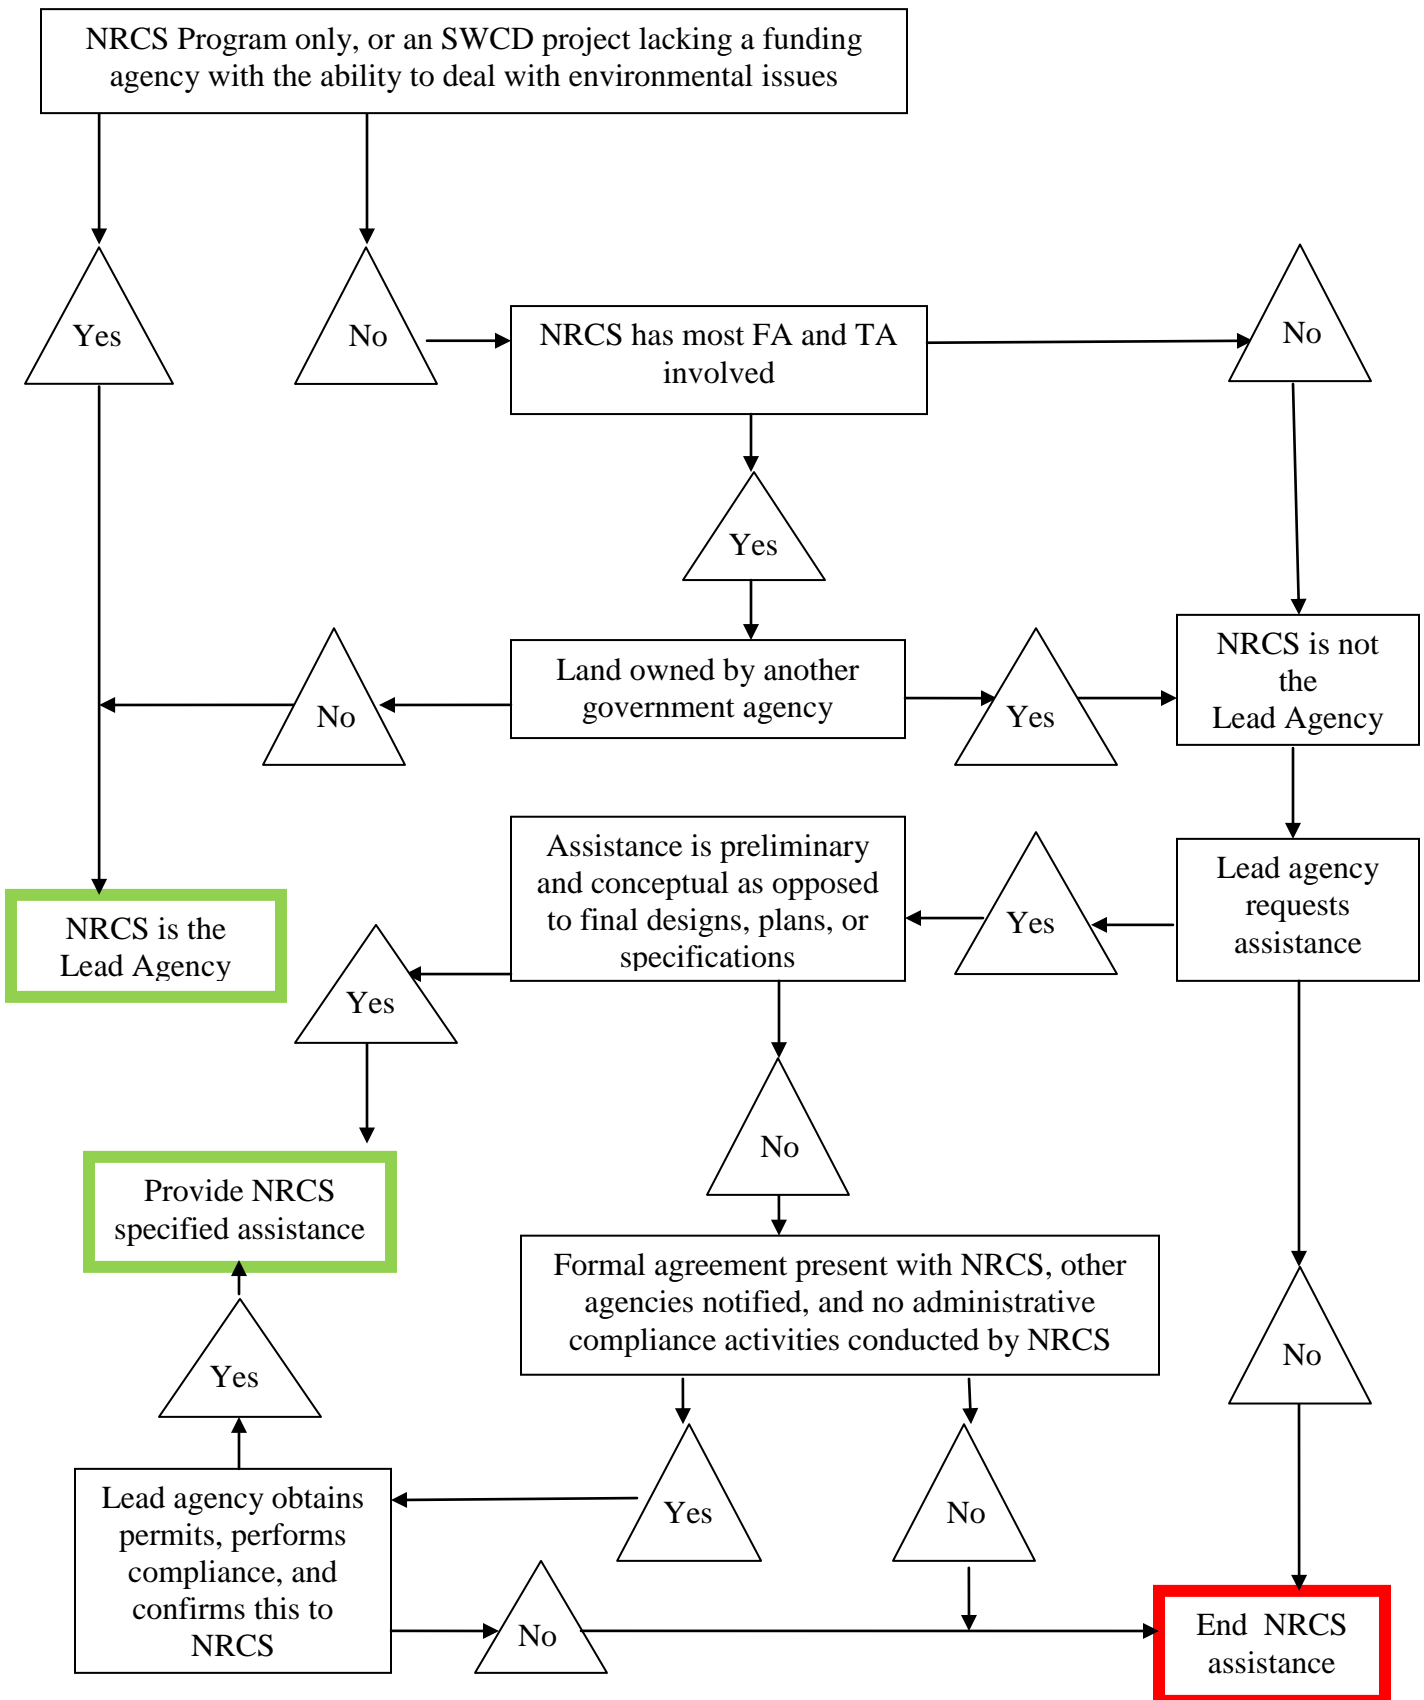 NRCS Program only, or an SWCD project lacking a funding
agency with the ability to deal with environmental issues
Yes
No
NRCS has most FA and TA
involved
No
Yes
Land owned by another
government agency
No
Yes
NRCS is not
the
Lead Agency
Assistance is preliminary
and conceptual as opposed
to final designs, plans, or
specifications
Yes
Lead agency
requests
assistance
NRCS is the
Lead Agency
Yes
No
Provide NRCS
specified assistance
Formal agreement present with NRCS, other
agencies notified, and no administrative
compliance activities conducted by NRCS
No
Yes
Lead agency obtains
permits, performs
compliance, and
confirms this to
NRCS
Yes
No
No
End NRCS
assistance